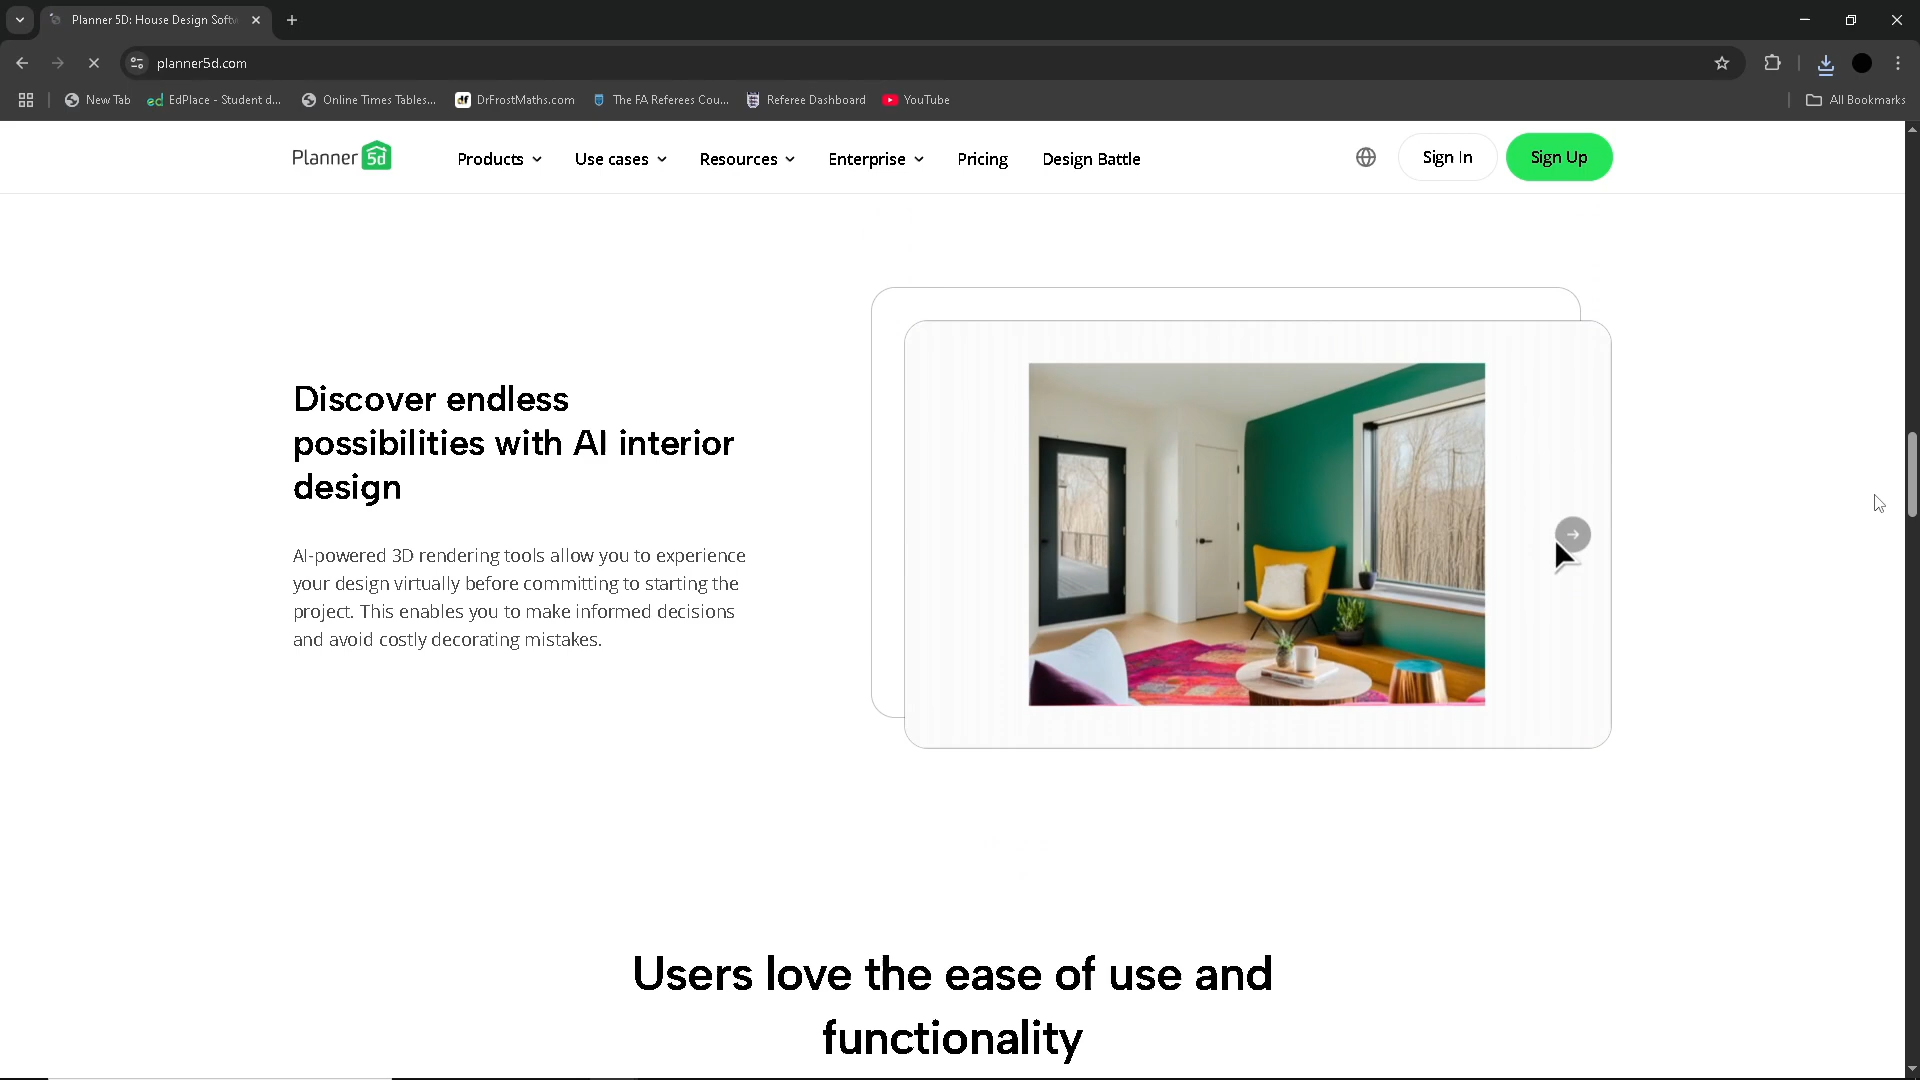 Planner 5D: House Design Softw
planner5d.com
New Tab
EdPlace - Student d...
Online Times Tables...
DrFrostMaths.com
The FA Referees Cou...
Referee Dashboard
YouTube
All Bookmarks
Planner 5d
Products
Use cases
Resources
Enterprise
Pricing
Design Battle
Sign In
Sign Up
Discover endless
possibilities with AI interior
design
AI-powered 3D rendering tools allow you to experience
your design virtually before committing to starting the
project. This enables you to make informed decisions
and avoid costly decorating mistakes.
Users love the ease of use and
functionality